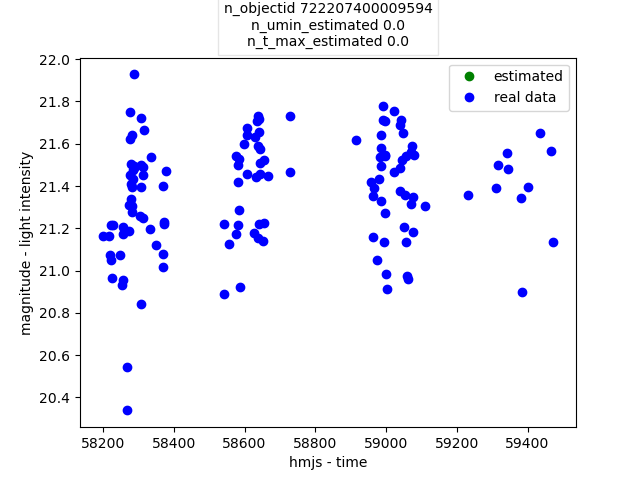 n_objectid 722207400009594
n_umin_estimated 0.0
n_t_max_estimated 0.0
estimated
real data
magnitude - light intensity
22.0
21.8
21.6
21.4
21.2
21.0
20.8
20.6
20.4
58200 58400 58600 58800 59000 59200 59400
hmjs - time